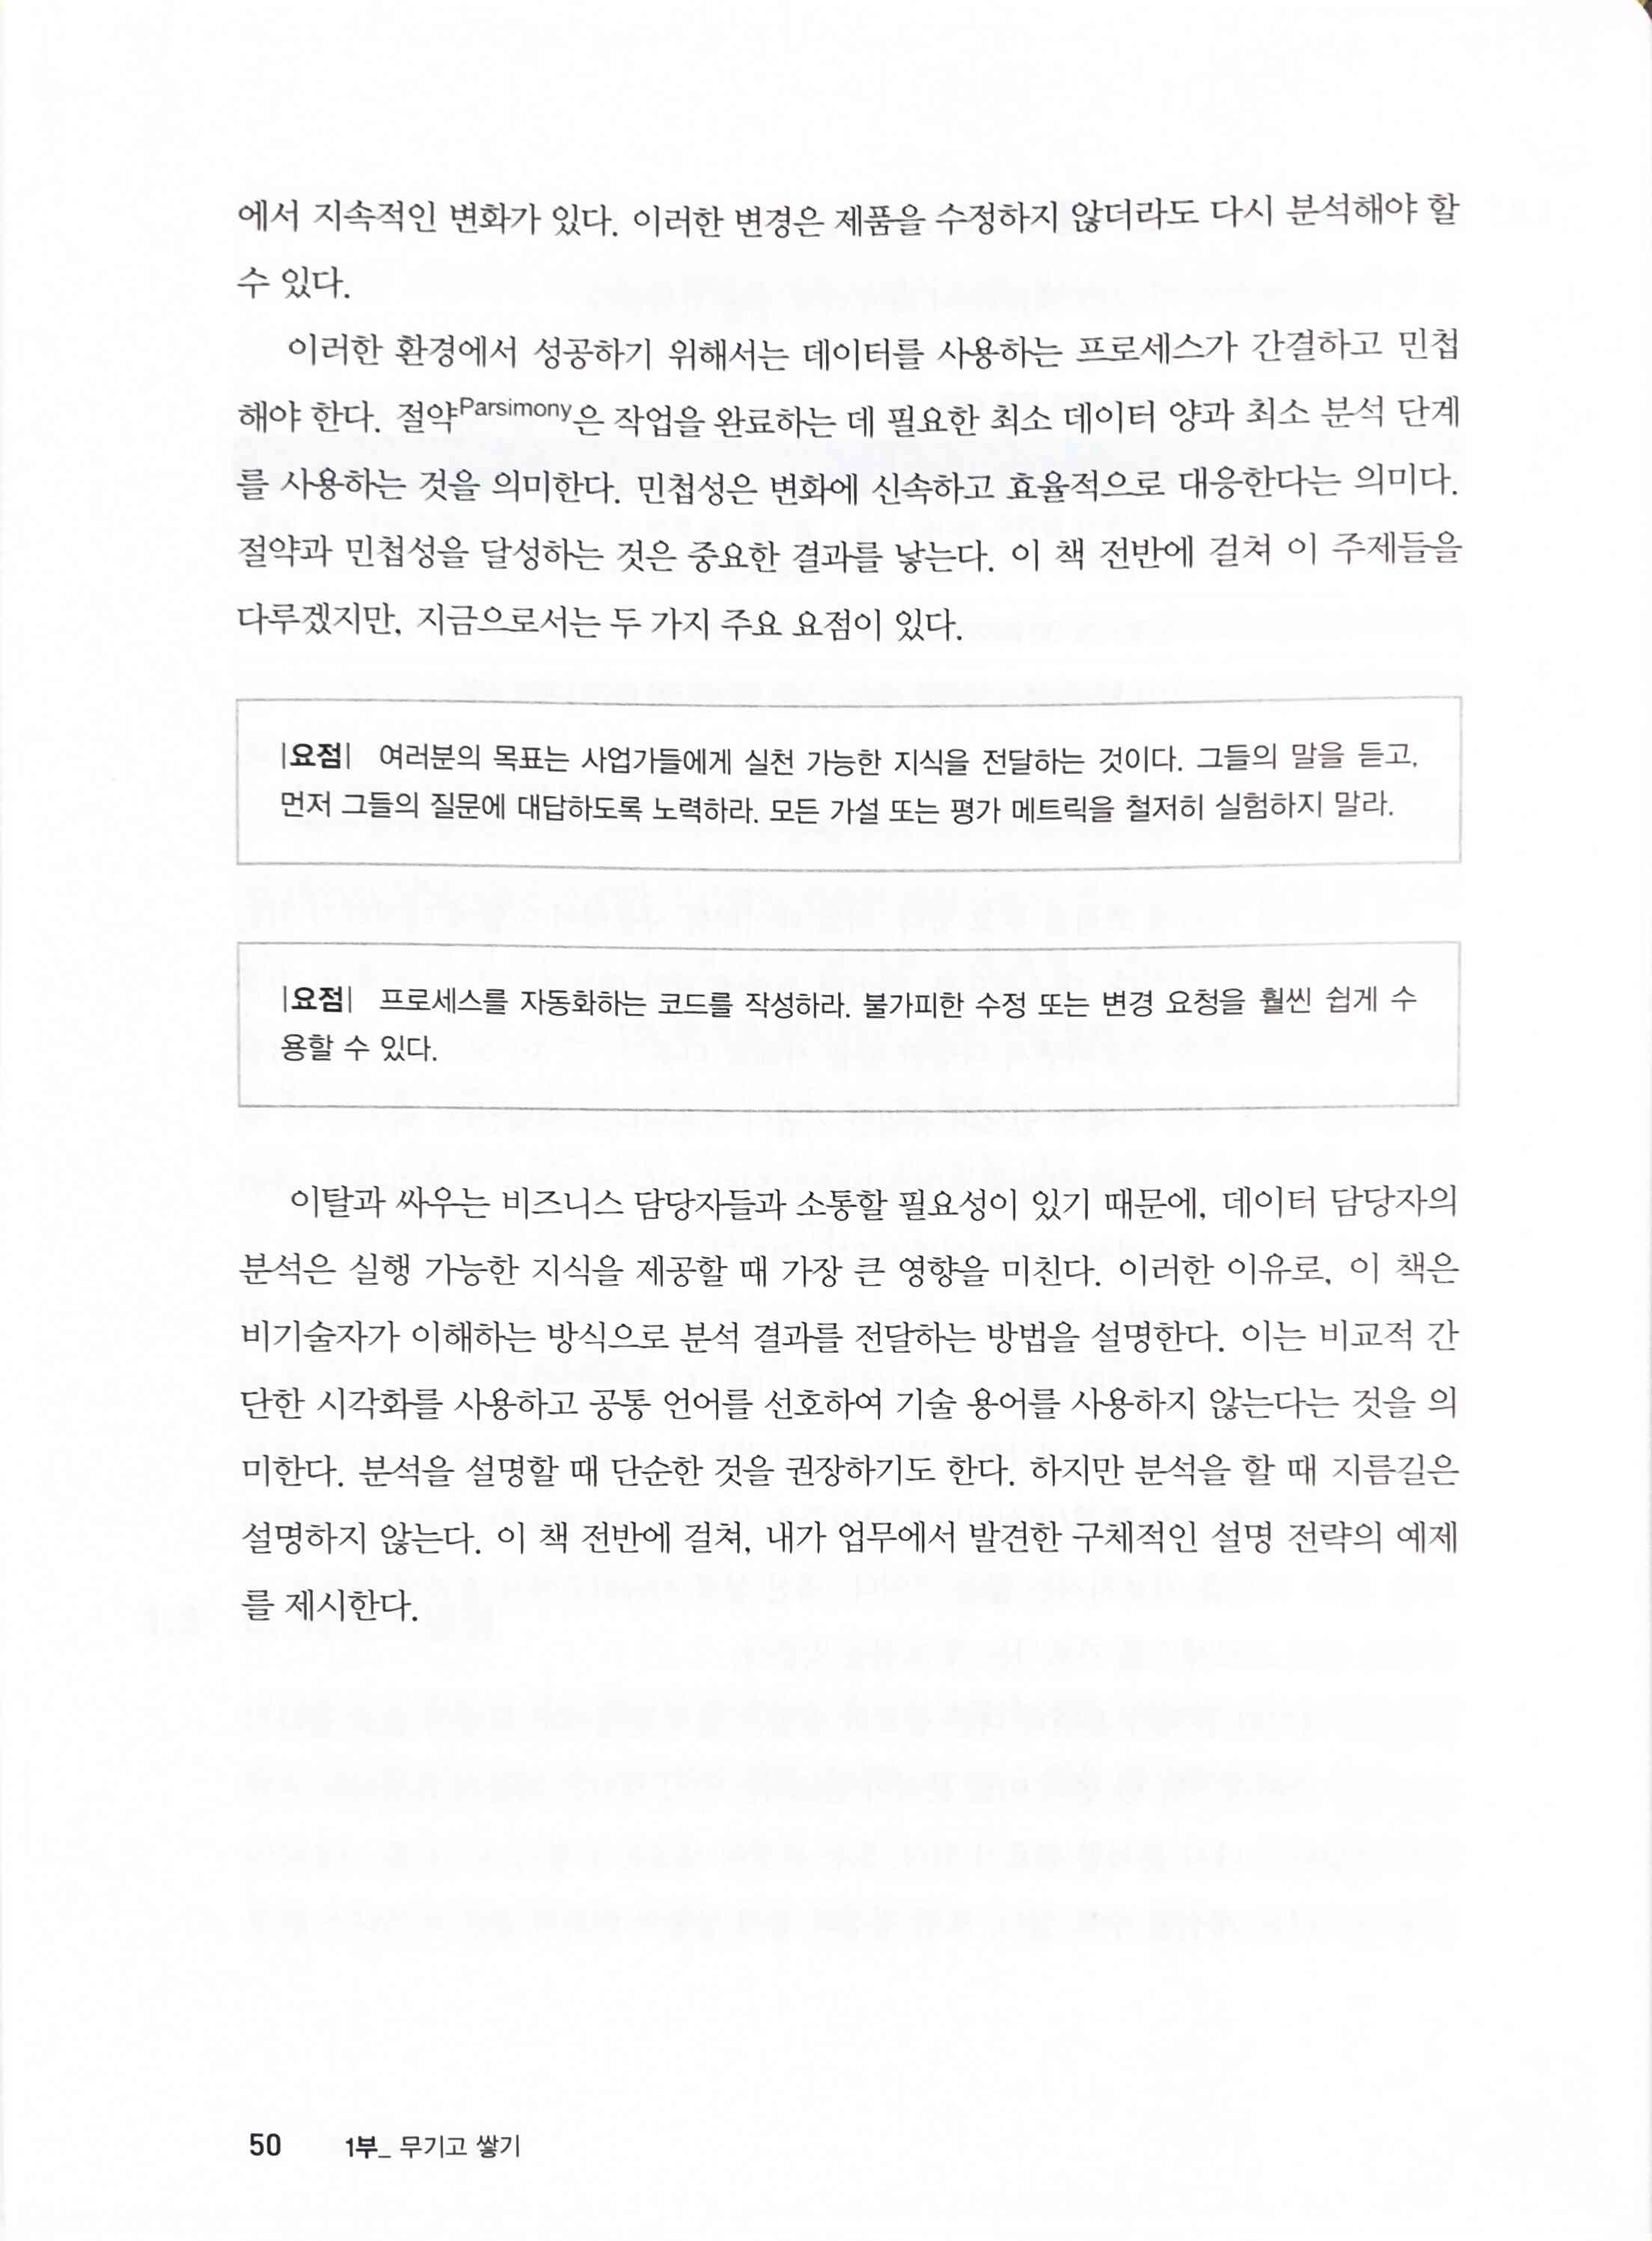 에서 지속적인 변화가 있다. 이러한 변경은 제품을 수정하지 않더라도 다시 분석해야 할
수 있다.
이러한 환경에서 성공하기 위해서는 데이터를 사용하는 프로세스가 간결하고 민첩
해야 한다. 절약Parsimony은 작업을 완료하는 데 필요한 최소 데이터 양과 최소 분석 단계
를 사용하는 것을 의미한다. 민첩성은 변화에 신속하고 효율적으로 대응한다는 의미다.
절약과 민첩성을 달성하는 것은 중요한 결과를 낳는다. 이 책 전반에 걸쳐 이 주제들을
다루겠지만, 지금으로서는 두 가지 주요 요점이 있다.
|요점| 여러분의 목표는 사업가들에게 실천 가능한 지식을 전달하는 것이다. 그들의 말을 듣고,
먼저 그들의 질문에 대답하도록 노력하라. 모든 가설 또는 평가 메트릭을 철저히 실험하지 말라.
|요점| 프로세스를 자동화하는 코드를 작성하라. 불가피한 수정 또는 변경 요청을 훨씬 쉽게 수
용할 수 있다.
이탈과 싸우는 비즈니스 담당자들과 소통할 필요성이 있기 때문에, 데이터 담당자의
분석은 실행 가능한 지식을 제공할 때 가장 큰 영향을 미친다. 이러한 이유로, 이 책은
비기술자가 이해하는 방식으로 분석 결과를 전달하는 방법을 설명한다. 이는 비교적 간
단한 시각화를 사용하고 공통 언어를 선호하여 기술 용어를 사용하지 않는다는 것을 의
미한다. 분석을 설명할 때 단순한 것을 권장하기도 한다. 하지만 분석을 할 때 지름길은
설명하지 않는다. 이 책 전반에 걸쳐, 내가 업무에서 발견한 구체적인 설명 전략의 예제
를 제시한다.
50 1부_ 무기고 쌓기